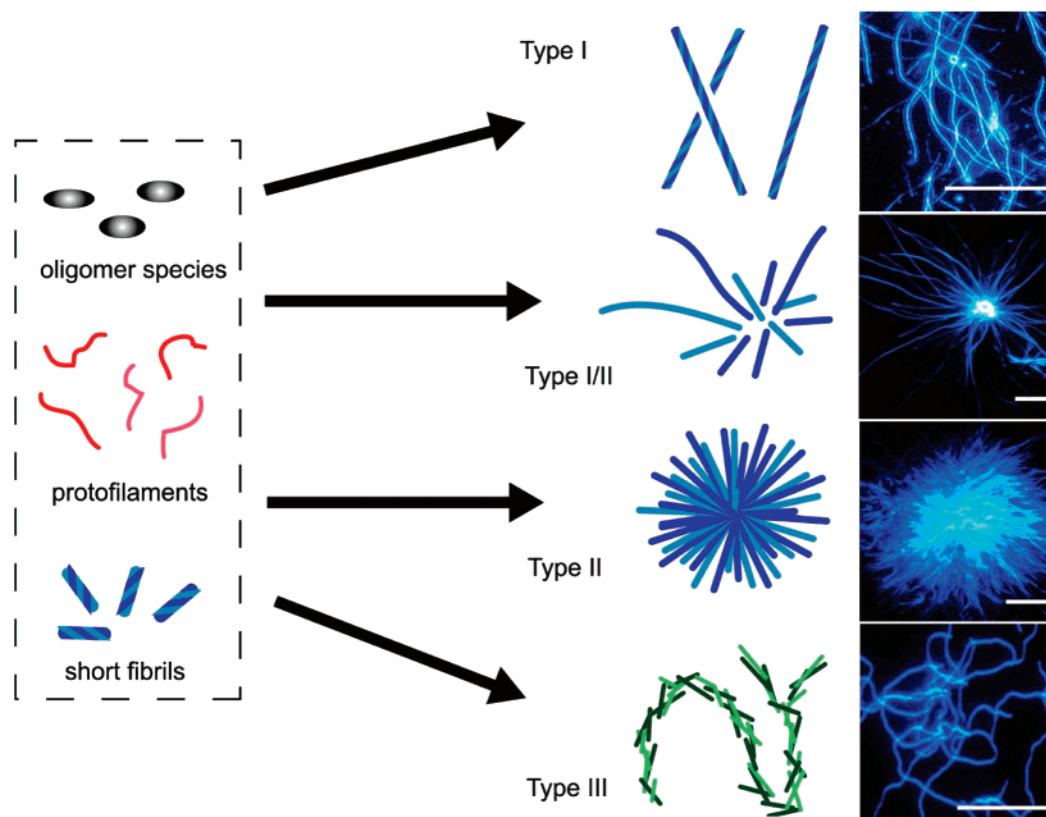 Type I
oligomer species
Type I/II
protofilaments
Type II
short fibrils
Type III